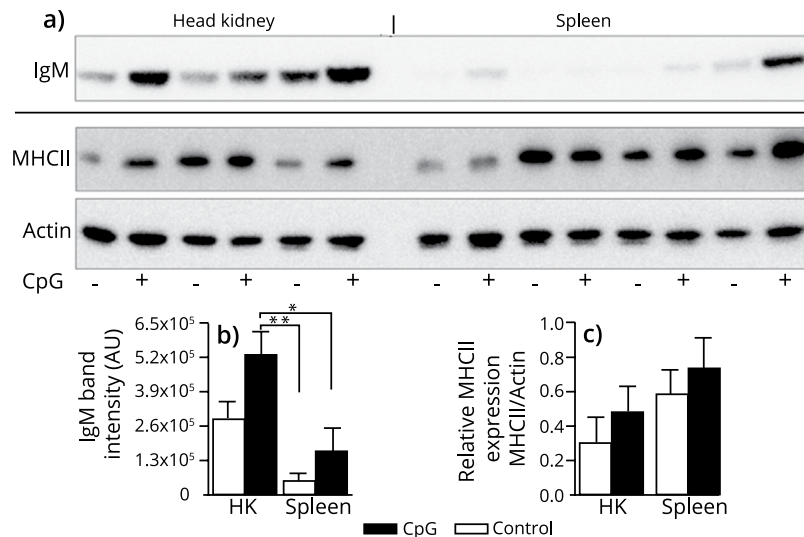 a) Head kidney | Spleen
IgM
MHCII
Actin
CpG - + - + - + - + - + - + - +
b)
IgM band
intensity (AU)
6.5x10⁵
5.2x10⁵
3.9x10⁵
2.6x10⁵
1.3x10⁵
0
* *
*
HK Spleen
c)
Relative MHCII
expression
MHCII/Actin
1.0
0.8
0.6
0.4
0.2
0.0
HK Spleen
CpG Control